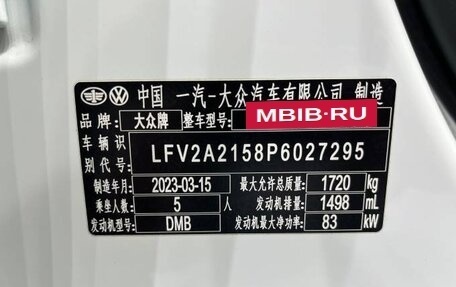 中国 一汽-大众汽车有限公司 制造
品牌: 大众牌 整车型号: MBIB-RU
车辆识别代号: LFV2A2158P6027295
制造年月: 2023-03-15 最大允许总质量: 1720 kg
乘坐人数: 5 人 发动机排量: 1498 mL
发动机型号: DMB 发动机最大净功率: 83 kW